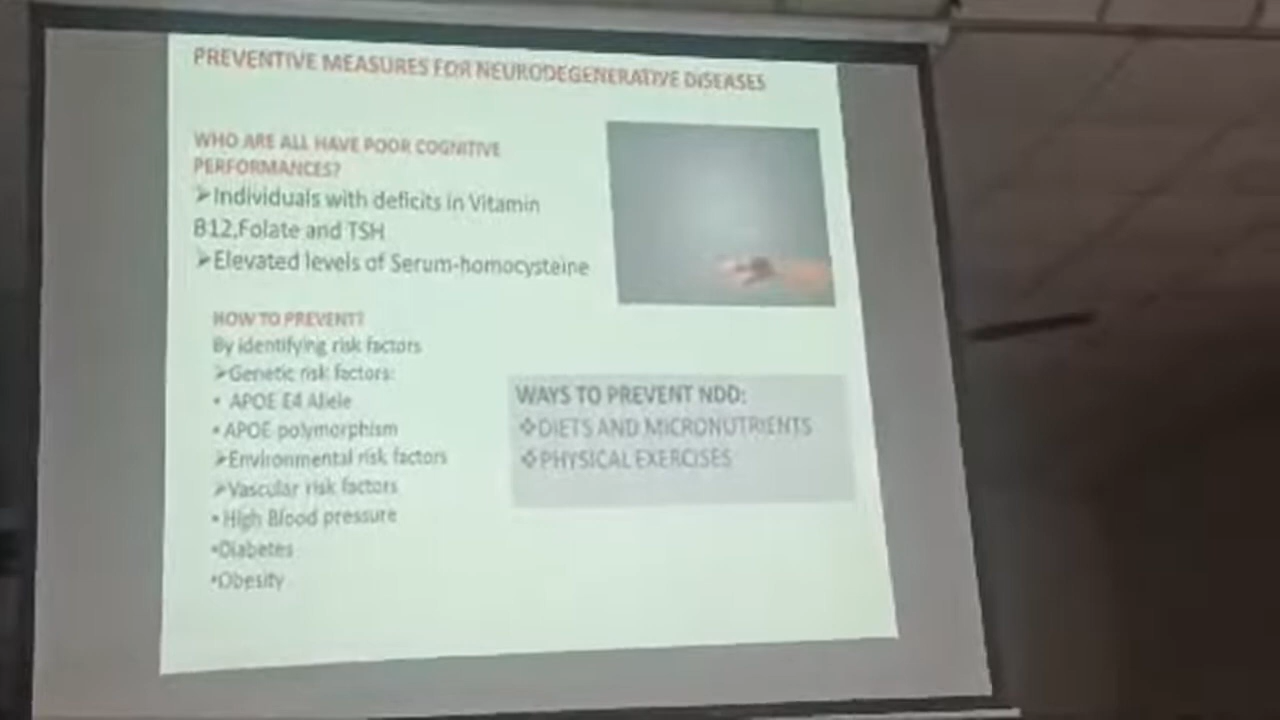 PREVENTIVE MEASURES FOR NEURODEGENERATIVE DISEASES
WHO ARE ALL HAVE POOR COGNITIVE
PERFORMANCES?
➤Individuals with deficits in Vitamin
B12,Folate and TSH
➤Elevated levels of Serum-homocysteine
HOW TO PREVENT?
By identifying risk factors
➤Genetic risk factors:
• APOE E4 Allele
• APOE polymorphism
➤Environmental risk factors
➤Vascular risk factors
• High Blood pressure
•Diabetes
•Obesity
WAYS TO PREVENT NDD:
❖DIETS AND MICRONUTRIENTS
❖PHYSICAL EXERCISES